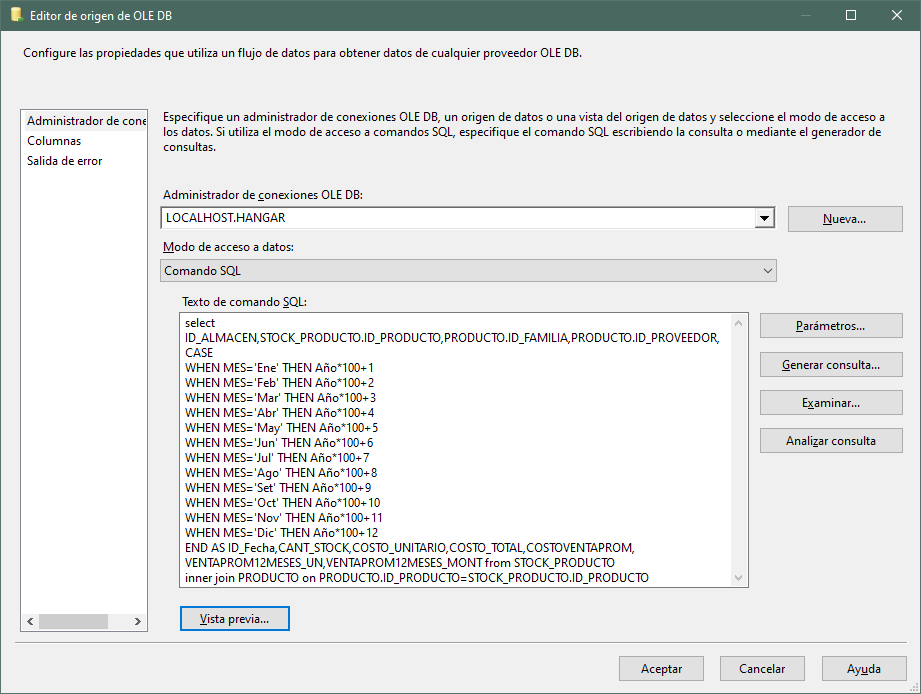 Editor de origen de OLE DB
Configure las propiedades que utiliza un flujo de datos para obtener datos de cualquier proveedor OLE DB.
Administrador de cone
Columnas
Salida de error
Especifique un administrador de conexiones OLE DB, un origen de datos o una vista del origen de datos y seleccione el modo de acceso a
los datos. Si utiliza el modo de acceso a comandos SQL, especifique el comando SQL escribiendo la consulta o mediante el generador de
consultas.
Administrador de conexiones OLE DB:
LOCALHOST.HANGAR
Nueva...
Modo de acceso a datos:
Comando SQL
Texto de comando SQL:
select
ID_ALMACEN,STOCK_PRODUCTO.ID_PRODUCTO,PRODUCTO.ID_FAMILIA,PRODUCTO.ID_PROVEEDOR,
CASE
WHEN MES='Ene' THEN Año*100+1
WHEN MES='Feb' THEN Año*100+2
WHEN MES='Mar' THEN Año*100+3
WHEN MES='Abr' THEN Año*100+4
WHEN MES='May' THEN Año*100+5
WHEN MES='Jun' THEN Año*100+6
WHEN MES='Jul' THEN Año*100+7
WHEN MES='Ago' THEN Año*100+8
WHEN MES='Set' THEN Año*100+9
WHEN MES='Oct' THEN Año*100+10
WHEN MES='Nov' THEN Año*100+11
WHEN MES='Dic' THEN Año*100+12
END AS ID_Fecha,CANT_STOCK,COSTO_UNITARIO,COSTO_TOTAL,COSTOVENTAPROM,
VENTAPROM12MESES_UN,VENTAPROM12MESES_MONT from STOCK_PRODUCTO
inner join PRODUCTO on PRODUCTO.ID_PRODUCTO=STOCK_PRODUCTO.ID_PRODUCTO
Parámetros...
Generar consulta...
Examinar...
Analizar consulta
Vista previa...
Aceptar
Cancelar
Ayuda